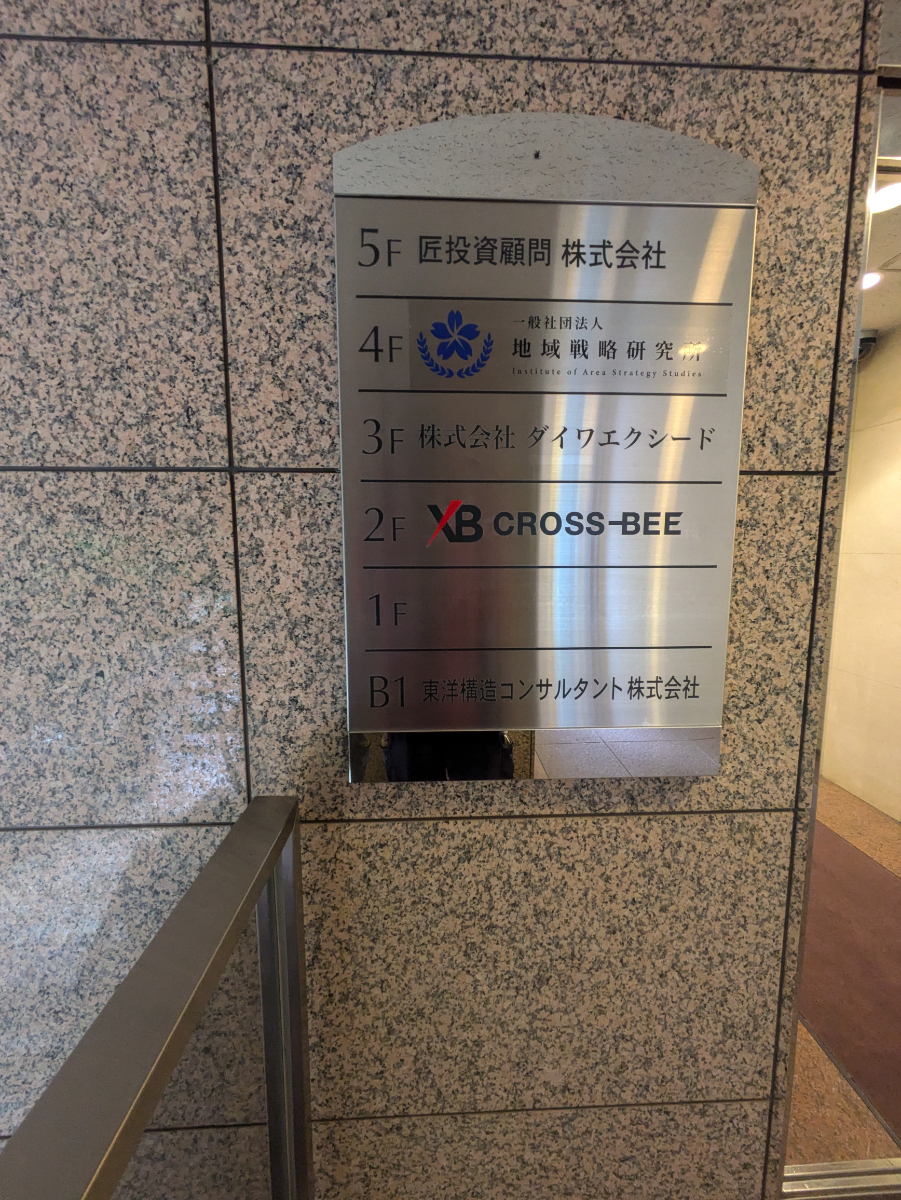 5F 匠投資顧問 株式会社
4F 一般社団法人
地域戦略研究所
Institute of Area Strategy Studies
3F 株式会社 ダイワエクシード
2F XB CROSS-BEE
1F
B1 東洋構造コンサルタント株式会社